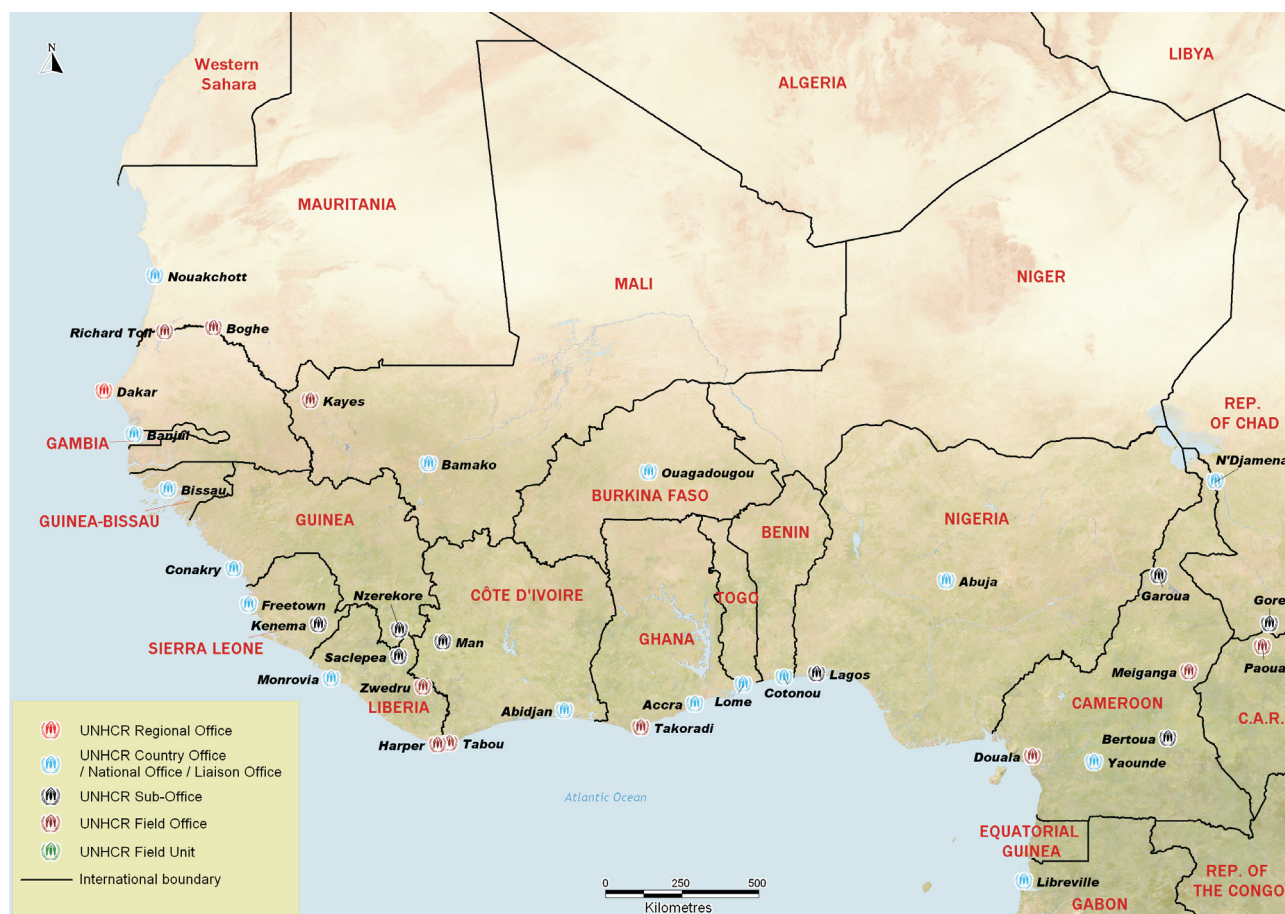 N
Western
Sahara
ALGERIA
LIBYA
MAURITANIA
MALI
NIGER
Nouakchott
Richard Toll
Boghe
Dakar
Kayes
REP.
OF CHAD
GAMBIA
Banjul
Bamako
Ouagadougou
N'Djamena
Bissau
BURKINA FASO
GUINEA-BISSAU
GUINEA
NIGERIA
BENIN
Conakry
Abuja
Garoua
Nzerekore
CÔTE D'IVOIRE
TOGO
Freetown
Gore
Kenema
SIERRA LEONE
Man
GHANA
Saclepea
Paoua
Monrovia
Zwedru
Lagos
Meiganga
LIBERIA
Accra
Lome
Cotonou
CAMEROON
Abidjan
C.A.R.
Harper
Tabou
Takoradi
Bertoua
Douala
Yaounde
Atlantic Ocean
EQUATORIAL
GUINEA
Libreville
GABON
REP. OF
THE CONGO
UNHCR Regional Office
UNHCR Country Office
/ National Office / Liaison Office
UNHCR Sub-Office
UNHCR Field Office
UNHCR Field Unit
International boundary
0 250 500
Kilometres